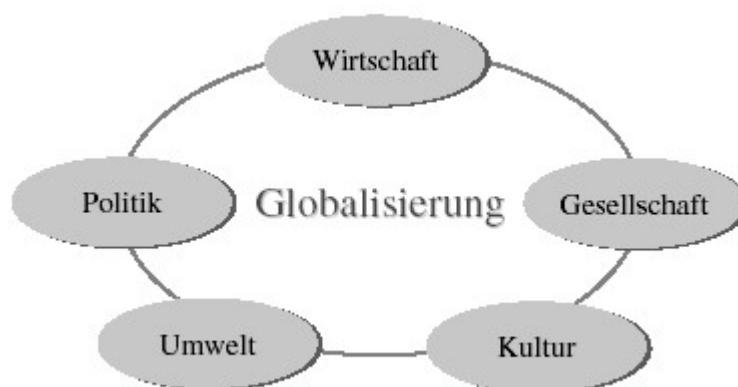 Wirtschaft
Politik
Globalisierung
Gesellschaft
Umwelt
Kultur